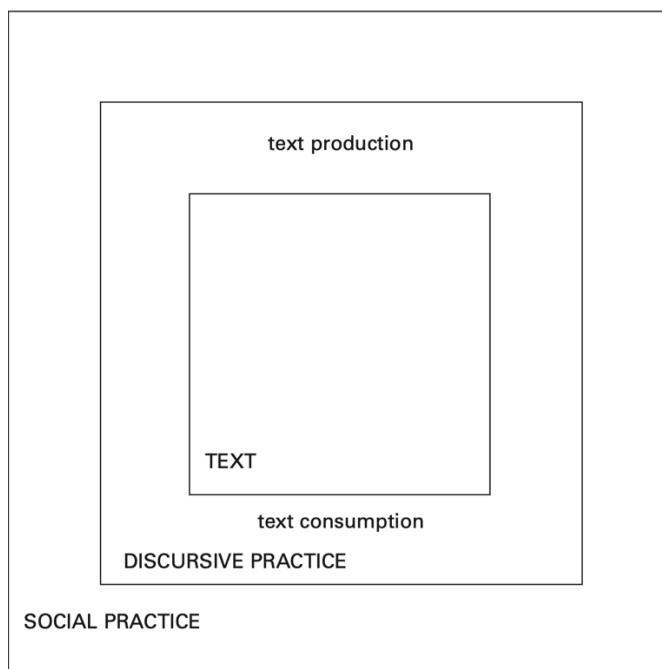 text production
TEXT
text consumption
DISCURSIVE PRACTICE
SOCIAL PRACTICE